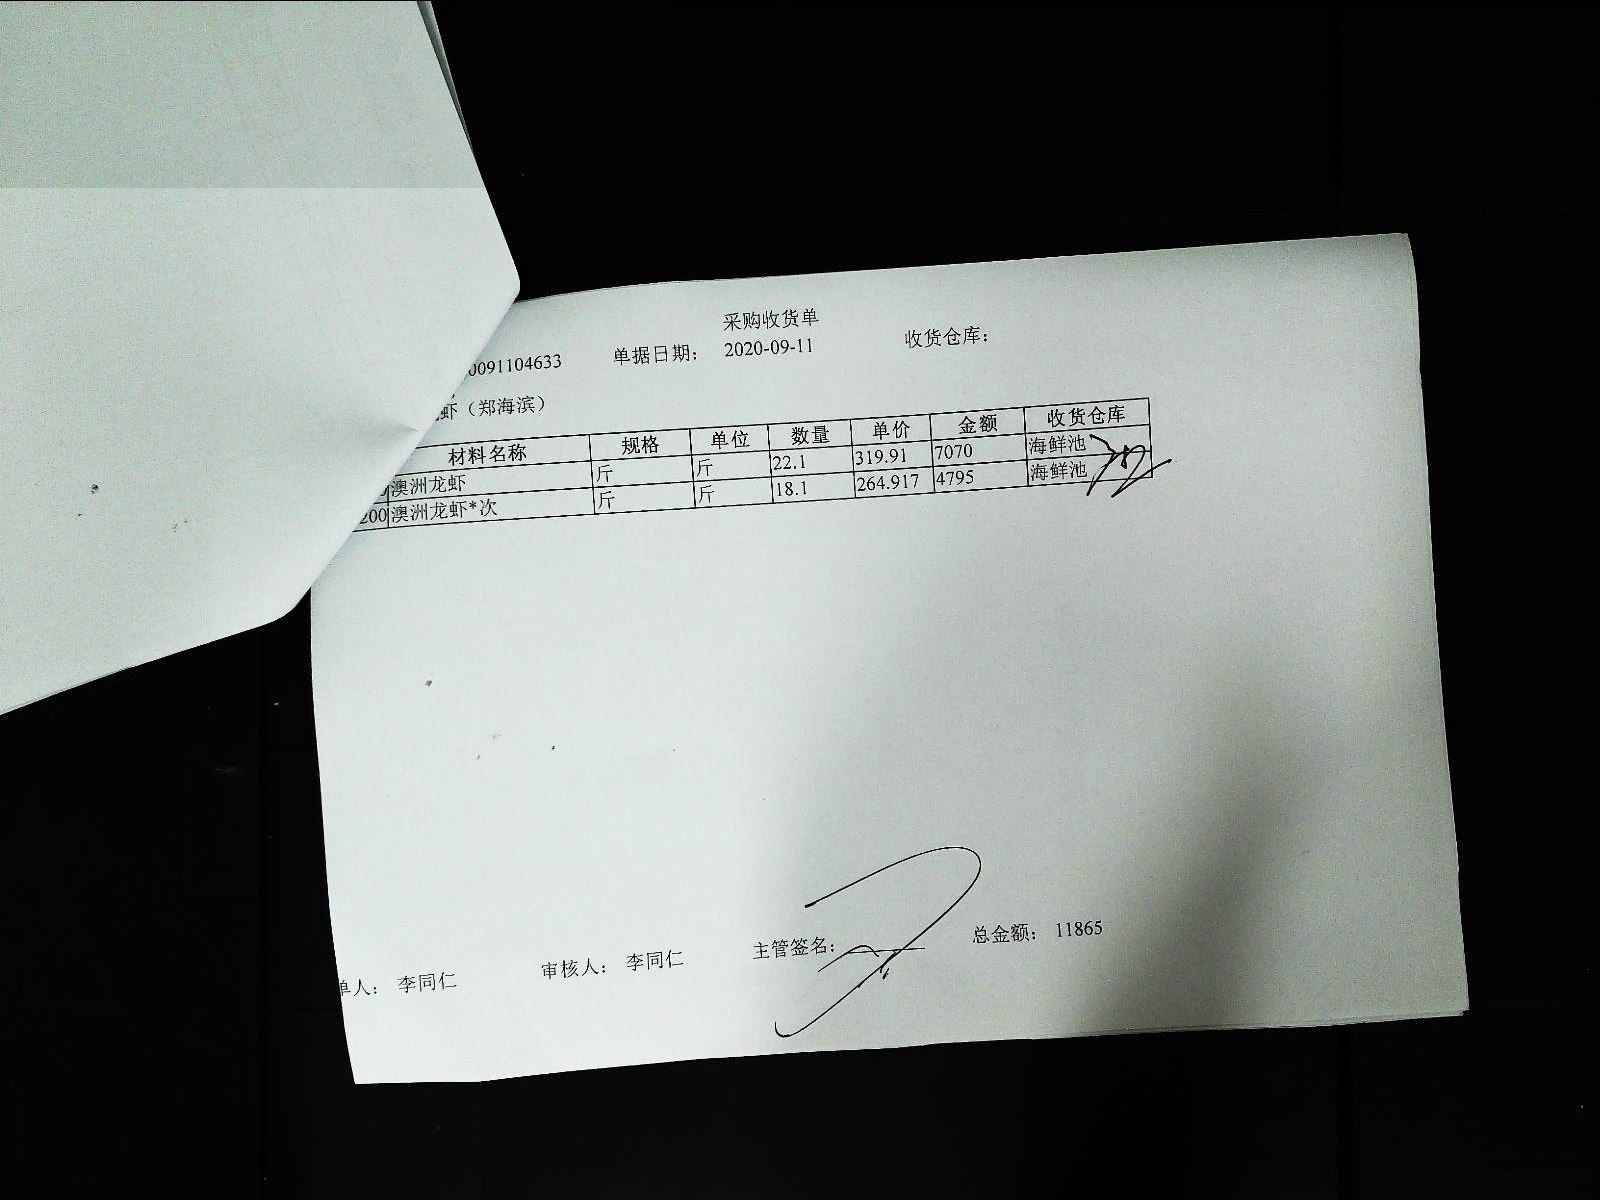 采购收货单
0091104633 单据日期： 2020-09-11 收货仓库：
虾（郑海滨）
材料名称 规格 单位 数量 单价 金额 收货仓库
澳洲龙虾 斤 斤 22.1 319.91 7070 海鲜池
200 澳洲龙虾*次 斤 斤 18.1 264.917 4795 海鲜池
单人： 李同仁 审核人： 李同仁 主管签名： 总金额： 11865